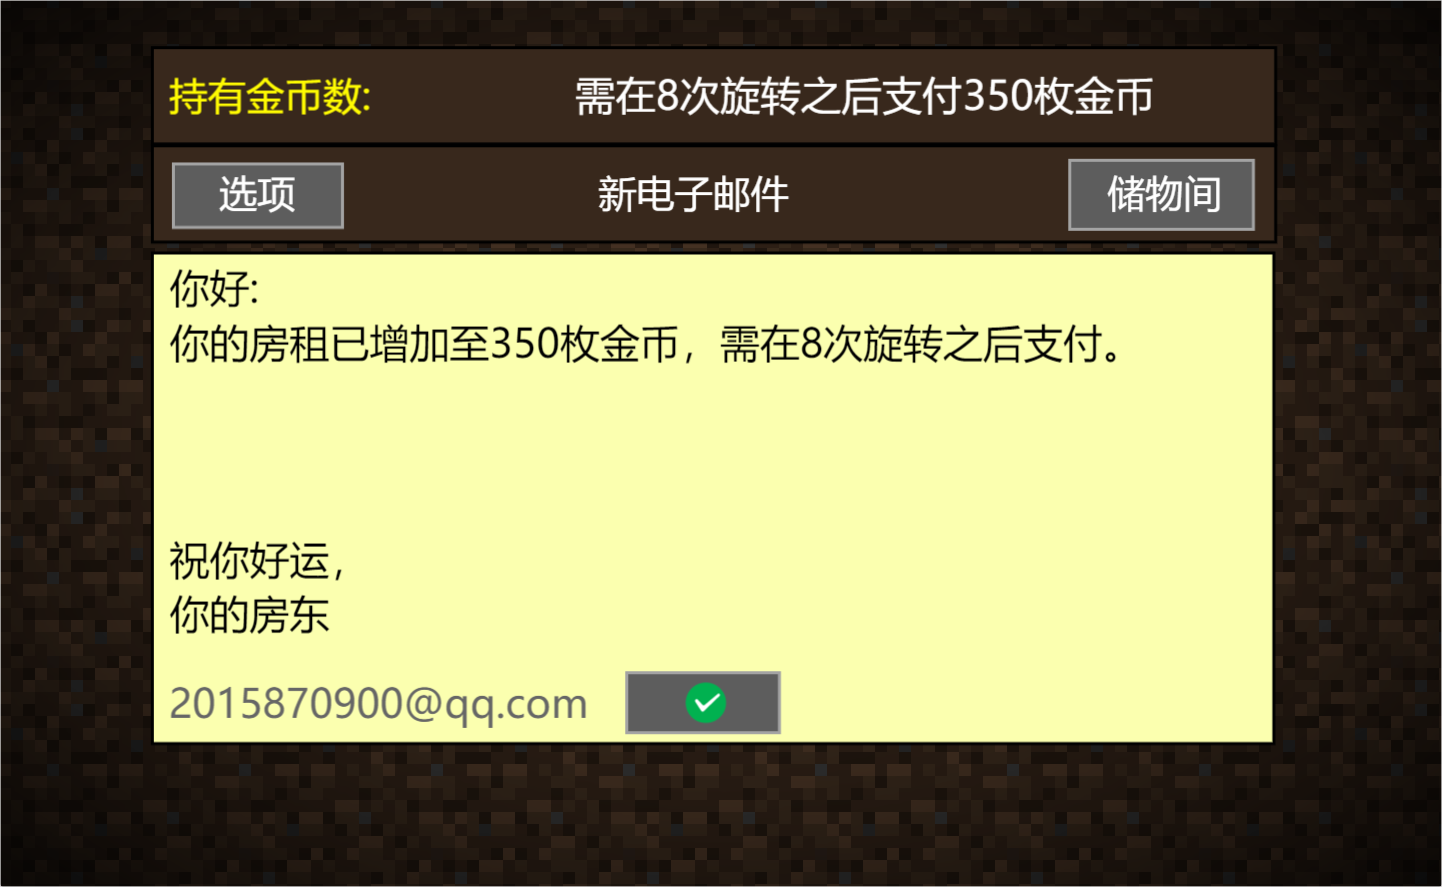 持有金币数:
需在8次旋转之后支付350枚金币
选项
新电子邮件
储物间
你好:
你的房租已增加至350枚金币，需在8次旋转之后支付。
祝你好运，
你的房东
2015870900@qq.com